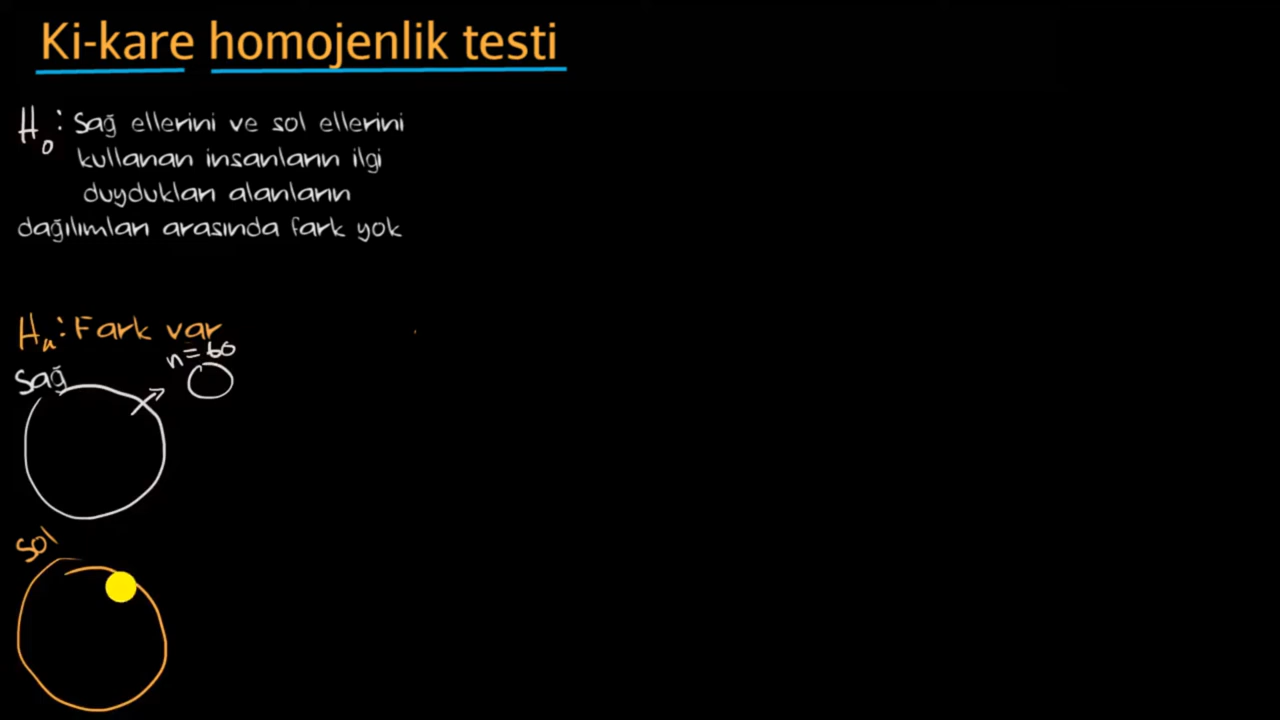 Ki-kare homojenlik testi
H₀: Sağ ellerini ve sol ellerini
kullanan insanların ilgi
duydukları alanların
dağılımları arasında fark yok
Hₐ: Fark var
n=60
Sağ
Sol